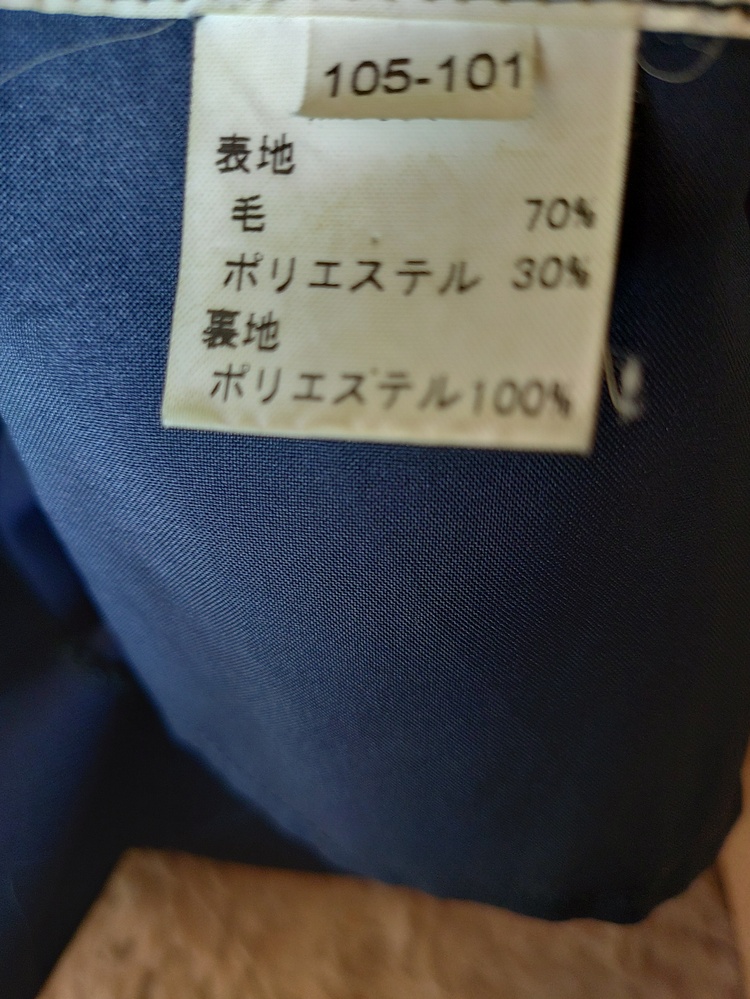 105-101
表地
毛 70%
ポリエステル 30%
裏地
ポリエステル100%